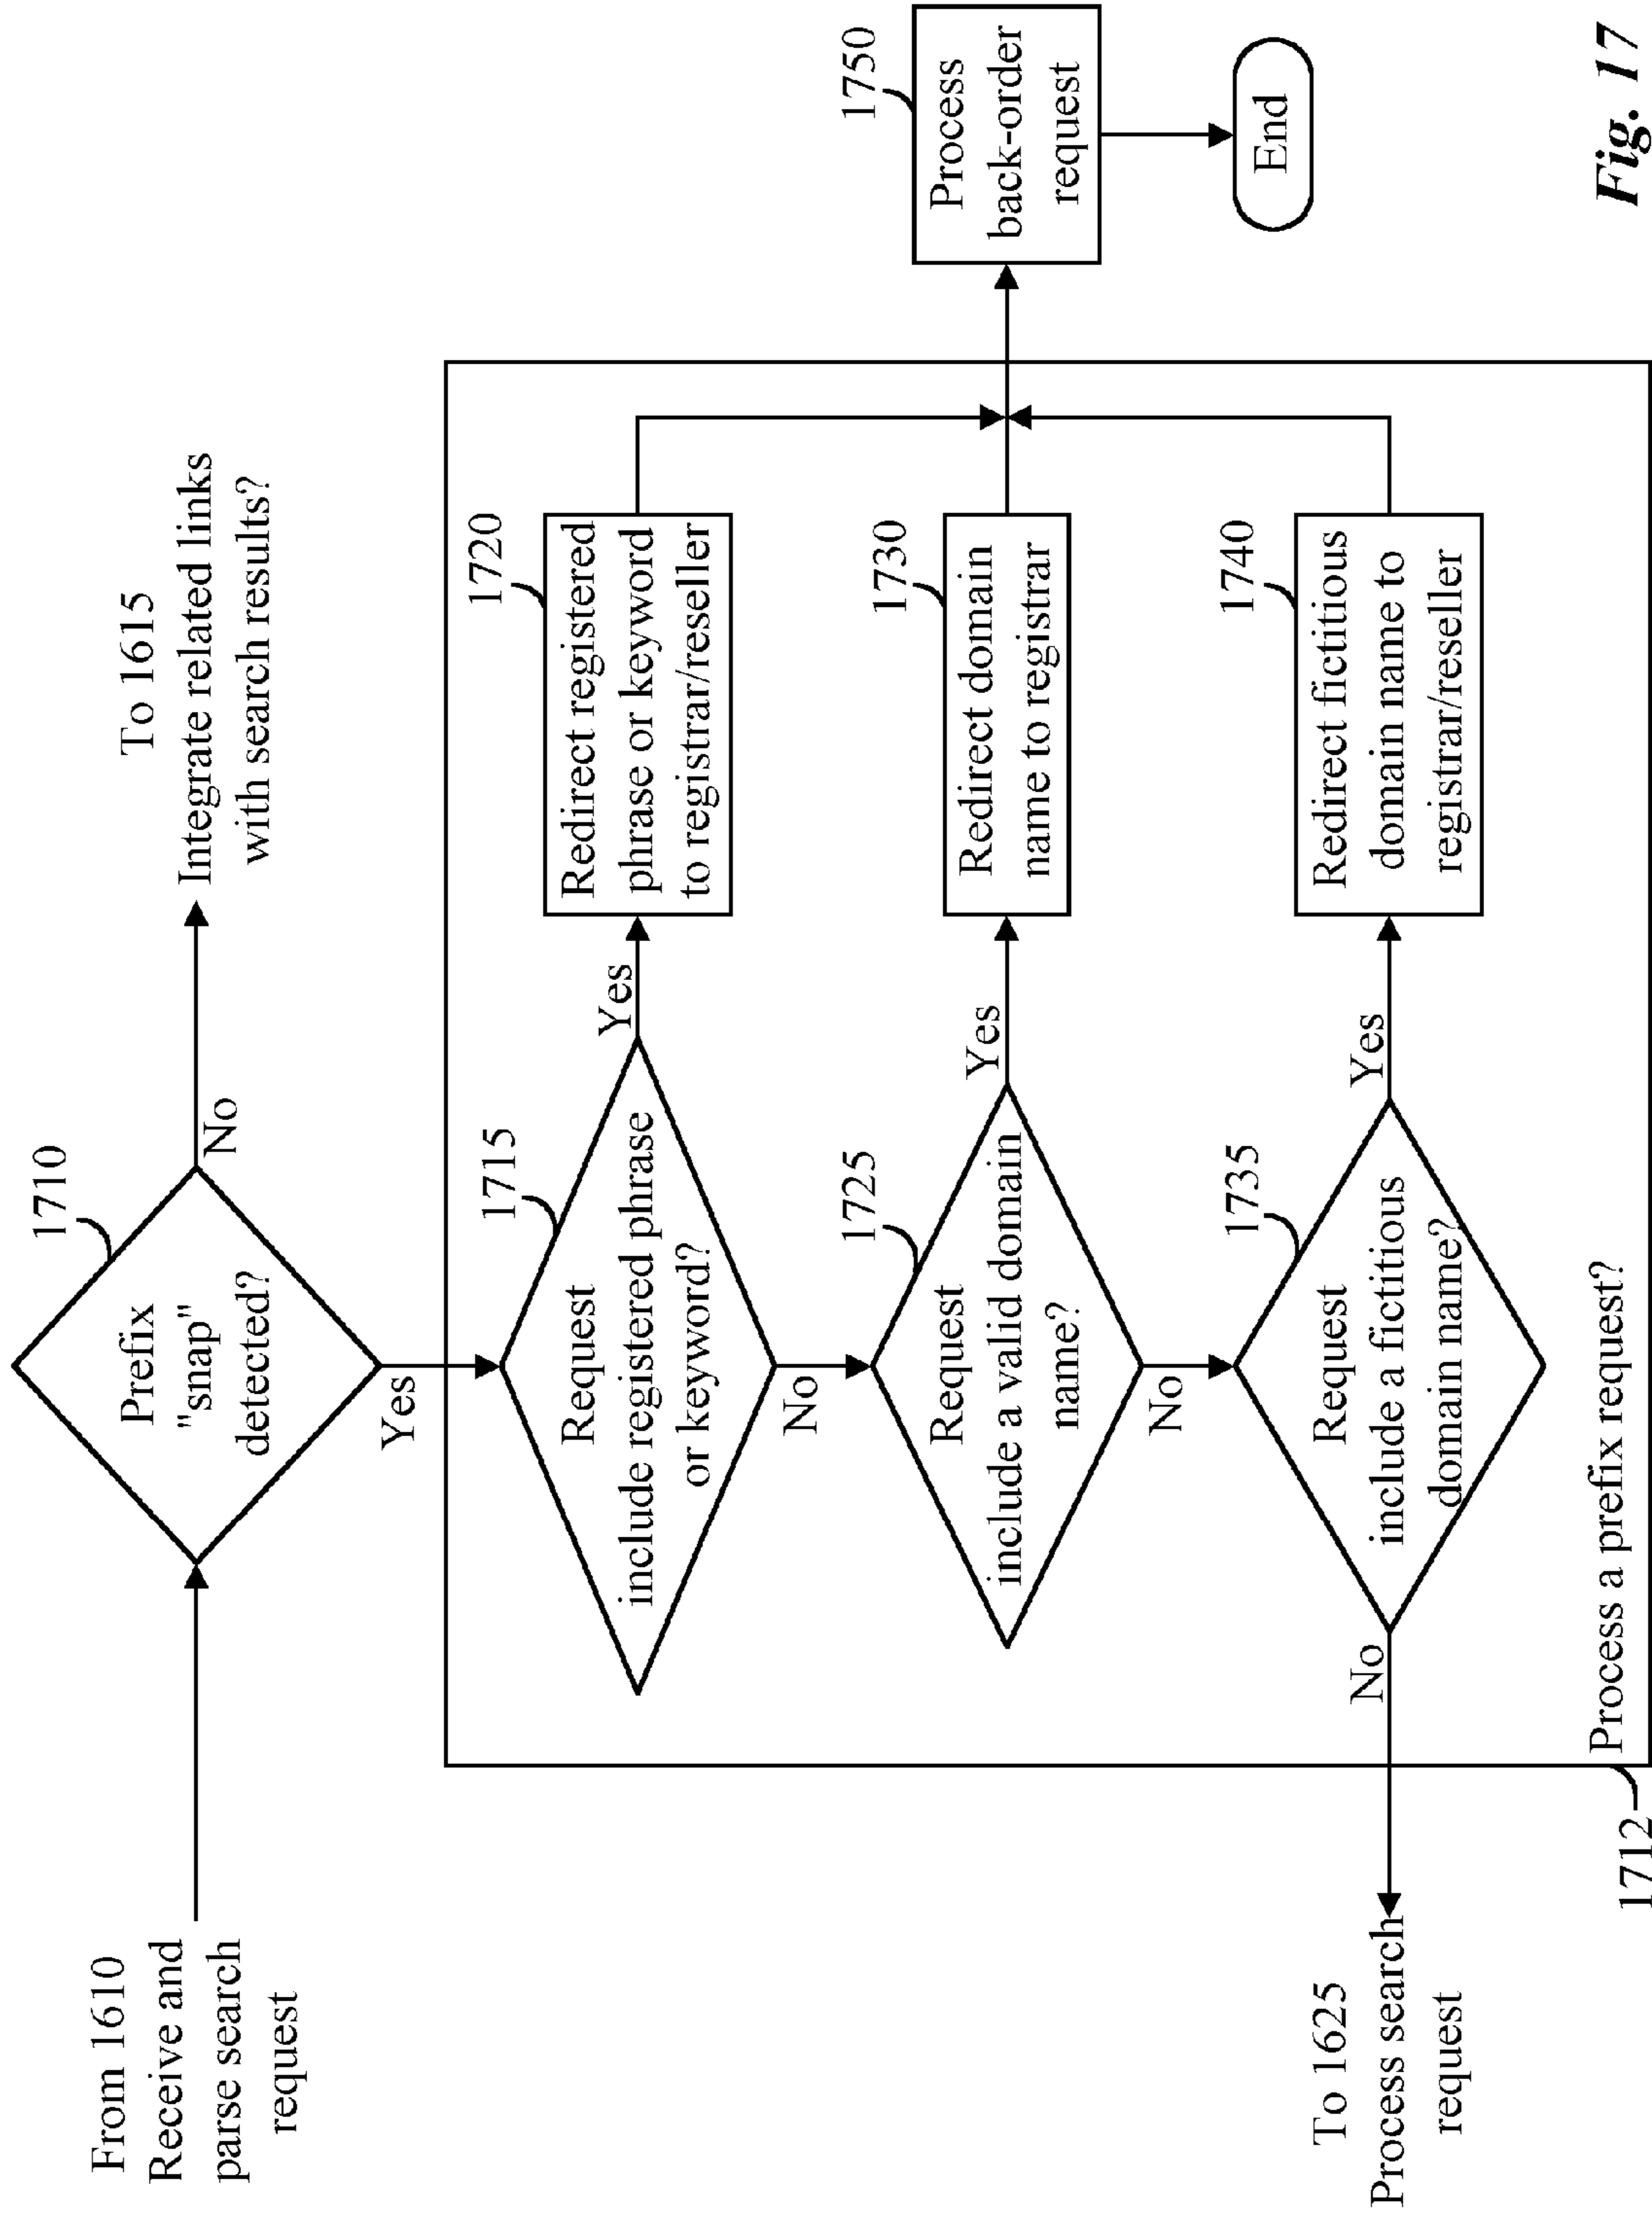 From 1610
Receive and
parse search
request
1710
Prefix
"snap"
detected?
No
To 1615
Integrate related links
with search results?
Yes
1715
Request
include registered phrase
or keyword?
Yes
1720
Redirect registered
phrase or keyword
to registrar/reseller
No
1725
Request
include a valid domain
name?
Yes
1730
Redirect domain
name to registrar
No
1735
Request
include a fictitious
domain name?
Yes
1740
Redirect fictitious
domain name to
registrar/reseller
No
To 1625
Process search
request
1750
Process
back-order
request
End
1712
Process a prefix request?
Fig. 17